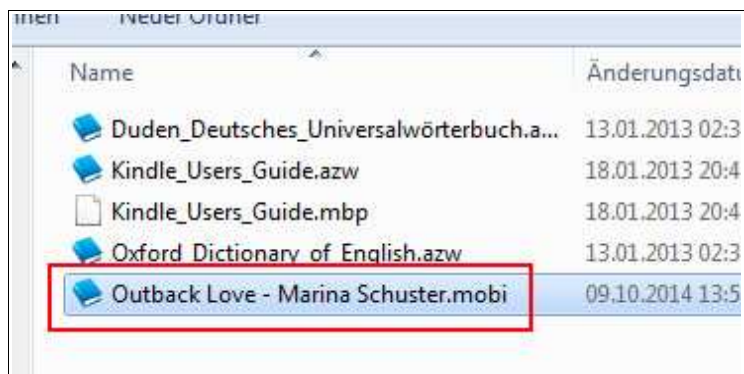 Neuer Ordner
Name Änderungsdatu
Duden_Deutsches_Universalwörterbuch.a... 13.01.2013 02:3
Kindle_Users_Guide.azw 18.01.2013 20:4
Kindle_Users_Guide.mbp 18.01.2013 20:4
Oxford_Dictionary_of_English.azw 13.01.2013 02:3
Outback Love - Marina Schuster.mobi 09.10.2014 13:5